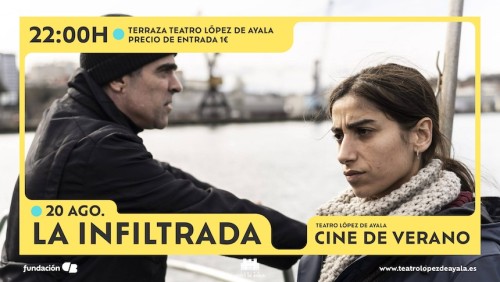 22:00H
TERRAZA TEATRO LÓPEZ DE AYALA
PRECIO DE ENTRADA 1€
20 AGO.
LA INFILTRADA
TEATRO LÓPEZ DE AYALA
CINE DE VERANO
fundación CB
www.teatrolopezdeayala.es